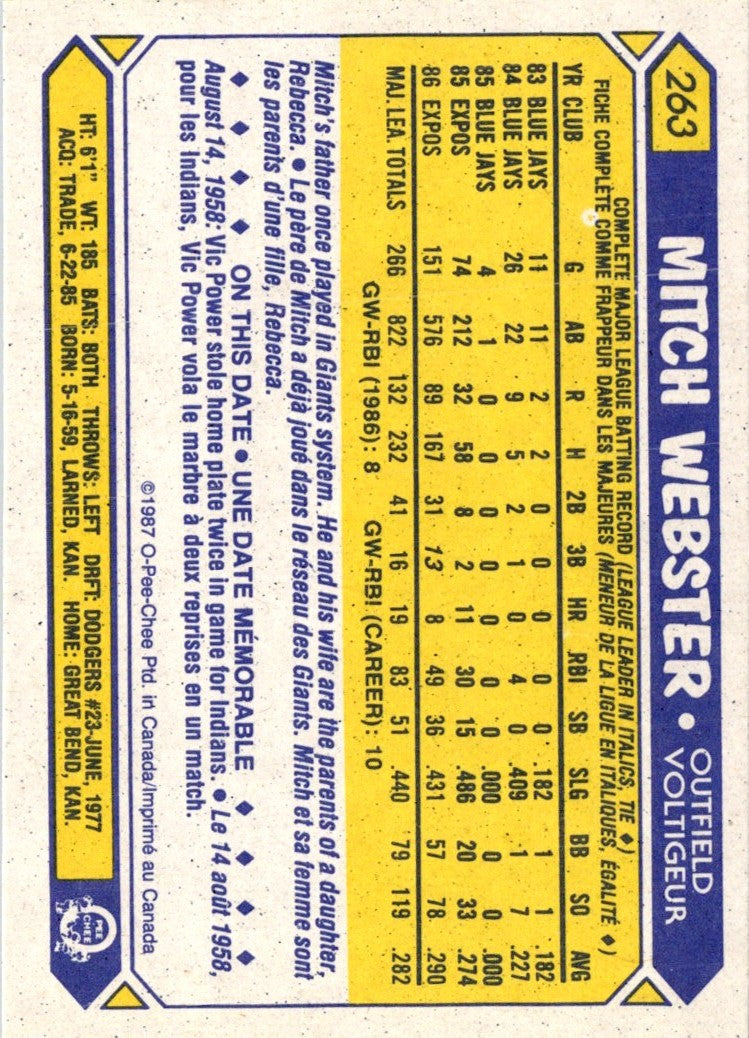 263
MITCH WEBSTER • OUTFIELD
VOLTIGEUR
COMPLETE MAJOR LEAGUE BATTING RECORD (LEAGUE LEADER IN ITALICS, TIE ♦)
FICHE COMPLÈTE COMME FRAPPEUR DANS LES MAJEURES (MENEUR DE LA LIGUE EN ITALIQUES, ÉGALITÉ ♦)
YR CLUB G AB R H 2B 3B HR RBI SB SLG BB SO AVG
83 BLUE JAYS 11 11 2 2 0 0 0 0 0 .182 1 1 .182
84 BLUE JAYS 26 22 9 5 2 1 0 4 0 .409 1 7 .227
85 BLUE JAYS 4 1 0 0 0 0 0 0 0 .000 0 0 .000
85 EXPOS 74 212 32 58 8 2 11 30 15 .486 20 33 .274
86 EXPOS 151 576 89 167 31 13 8 49 36 .431 57 78 .290
MAJ. LEA. TOTALS 266 822 132 232 41 16 19 83 51 .440 79 119 .282
GW-RBI (1986): 8 GW-RBI (CAREER): 10
Mitch's father once played in Giants system. He and his wife are the parents of a daughter,
Rebecca. • Le père de Mitch a déjà joué dans le réseau des Giants. Mitch et sa femme sont
les parents d'une fille, Rebecca.
♦ ♦ ♦ ♦ ON THIS DATE • UNE DATE MÉMORABLE ♦ ♦ ♦ ♦
August 14, 1958: Vic Power stole home plate twice in game for Indians. • Le 14 août 1958,
pour les Indians, Vic Power vola le marbre à deux reprises en un match.
©1987 O-Pee-Chee Ptd. in Canada/Imprimé au Canada
HT: 6'1" WT: 185 BATS: BOTH THROWS: LEFT DRFT: DODGERS #23-JUNE, 1977
ACQ: TRADE, 6-22-85 BORN: 5-16-59, LARNED, KAN. HOME: GREAT BEND, KAN.
PEE
CHEE